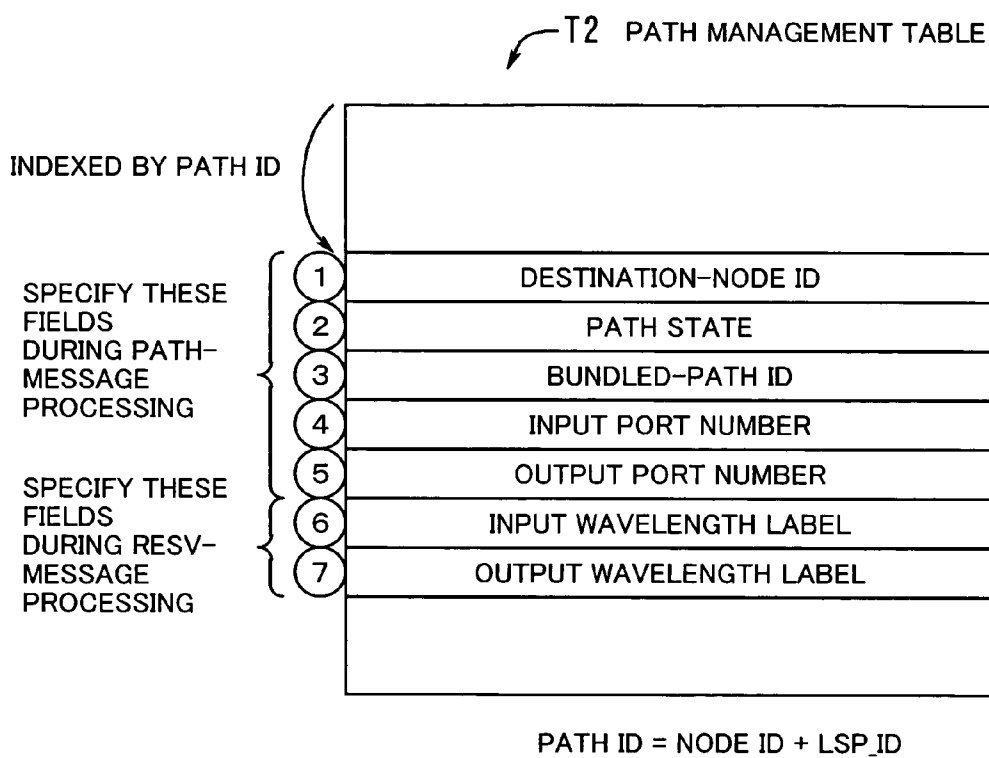 T2 PATH MANAGEMENT TABLE
INDEXED BY PATH ID
SPECIFY THESE
FIELDS
DURING PATH-
MESSAGE
PROCESSING
1 DESTINATION-NODE ID
2 PATH STATE
3 BUNDLED-PATH ID
4 INPUT PORT NUMBER
5 OUTPUT PORT NUMBER
SPECIFY THESE
FIELDS
DURING RESV-
MESSAGE
PROCESSING
6 INPUT WAVELENGTH LABEL
7 OUTPUT WAVELENGTH LABEL
PATH ID = NODE ID + LSP_ID